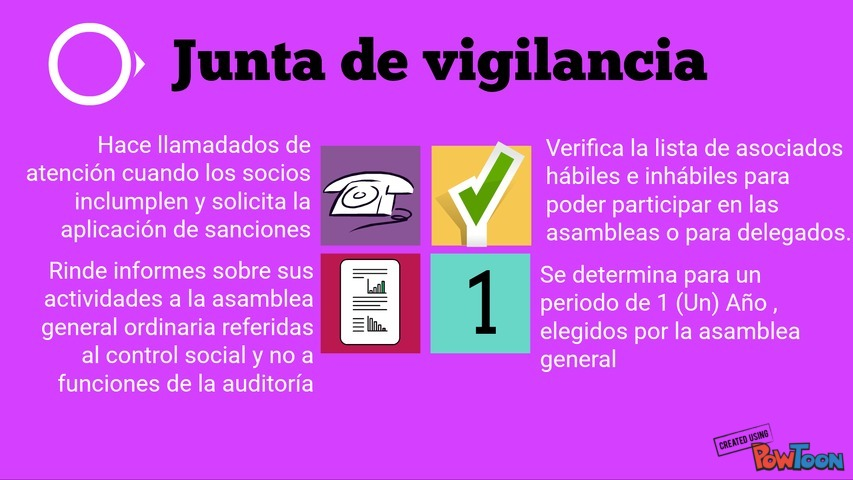 Junta de vigilancia
Hace llamadados de
atención cuando los socios
inclumplen y solicita la
aplicación de sanciones
Verifica la lista de asociados
hábiles e inhábiles para
poder participar en las
asambleas o para delegados.
Rinde informes sobre sus
actividades a la asamblea
general ordinaria referidas
al control social y no a
funciones de la auditoría
1
Se determina para un
periodo de 1 (Un) Año ,
elegidos por la asamblea
general
CREATED USING
POWTOON